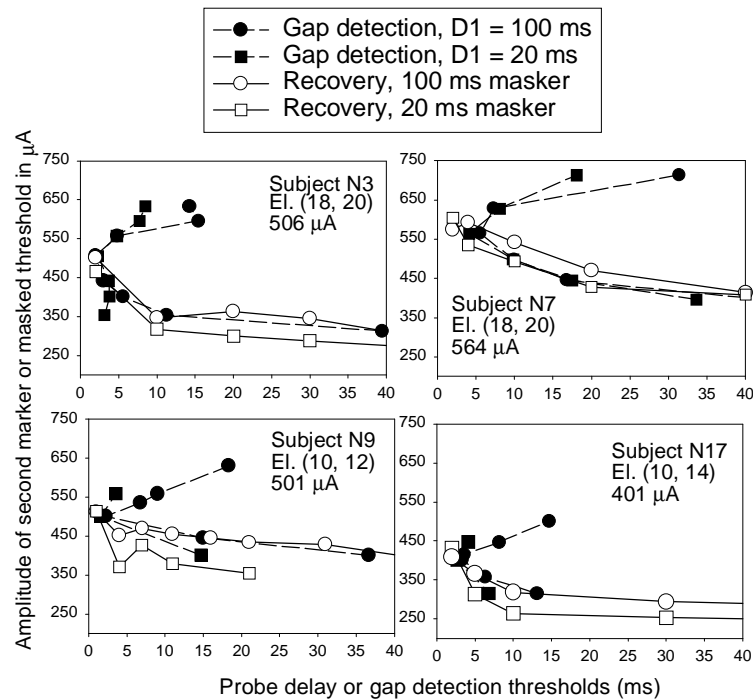 Gap detection, D1 = 100 ms
Gap detection, D1 = 20 ms
Recovery, 100 ms masker
Recovery, 20 ms masker
Amplitude of second marker or masked threshold in μA
750
650
550
450
350
250
0 5 10 15 20 25 30 35 40
Subject N3
El. (18, 20)
506 μA
750
650
550
450
350
250
0 5 10 15 20 25 30 35 40
Subject N7
El. (18, 20)
564 μA
750
650
550
450
350
250
0 5 10 15 20 25 30 35 40
Subject N9
El. (10, 12)
501 μA
750
650
550
450
350
250
0 5 10 15 20 25 30 35 40
Subject N17
El. (10, 14)
401 μA
Probe delay or gap detection thresholds (ms)